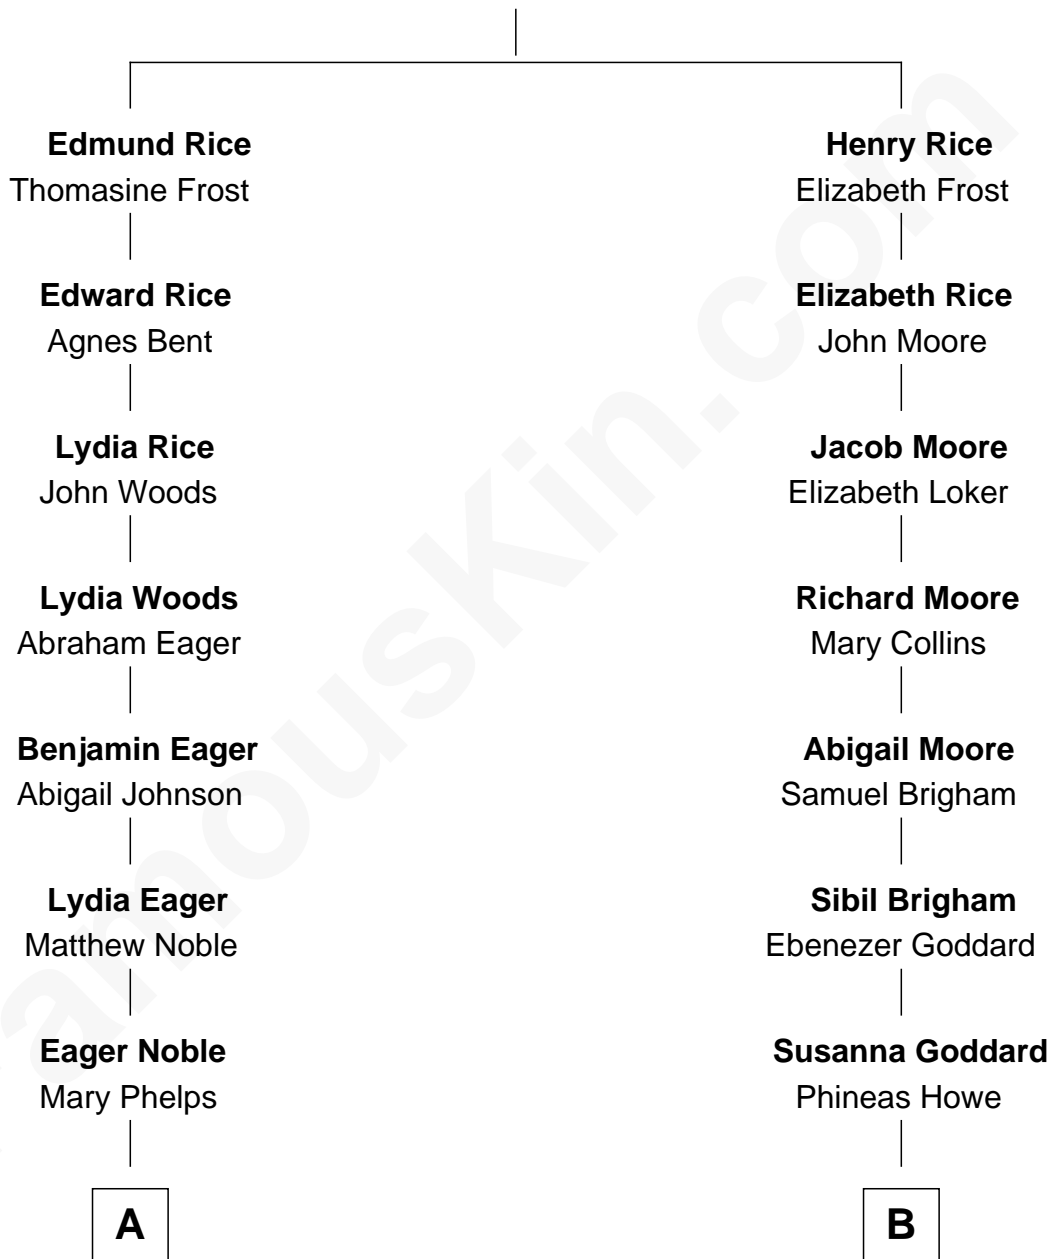 Edmund Rice
Thomasine Frost
Edward Rice
Agnes Bent
Lydia Rice
John Woods
Lydia Woods
Abraham Eager
Benjamin Eager
Abigail Johnson
Lydia Eager
Matthew Noble
Eager Noble
Mary Phelps
A
Henry Rice
Elizabeth Frost
Elizabeth Rice
John Moore
Jacob Moore
Elizabeth Loker
Richard Moore
Mary Collins
Abigail Moore
Samuel Brigham
Sibil Brigham
Ebenezer Goddard
Susanna Goddard
Phineas Howe
B
amouskin.com